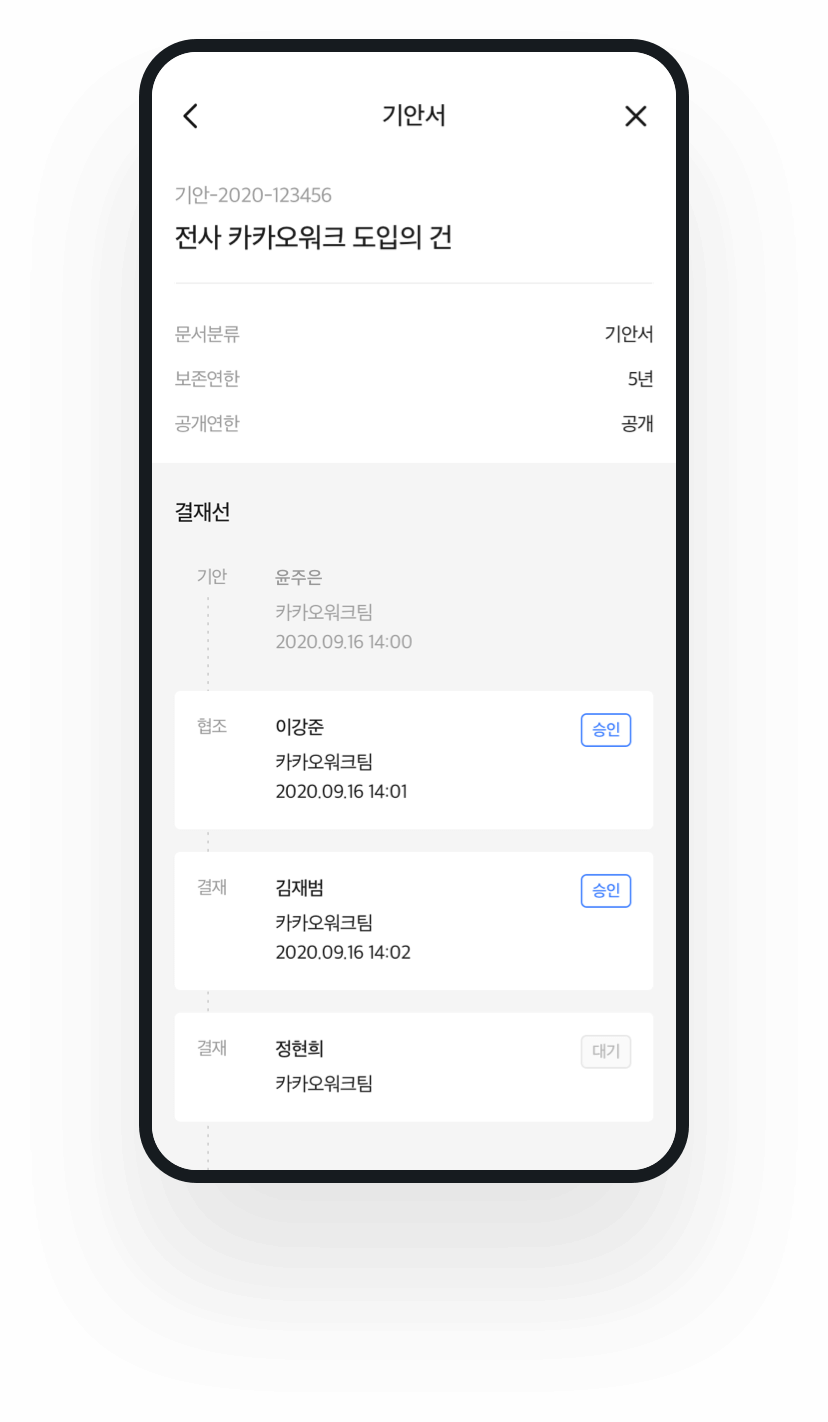 기안서
기안-2020-123456
전사 카카오워크 도입의 건
문서분류 기안서
보존연한 5년
공개연한 공개
결재선
기안 윤주은
카카오워크팀
2020.09.16 14:00
협조 이강준 승인
카카오워크팀
2020.09.16 14:01
결재 김재범 승인
카카오워크팀
2020.09.16 14:02
결재 정현희 대기
카카오워크팀